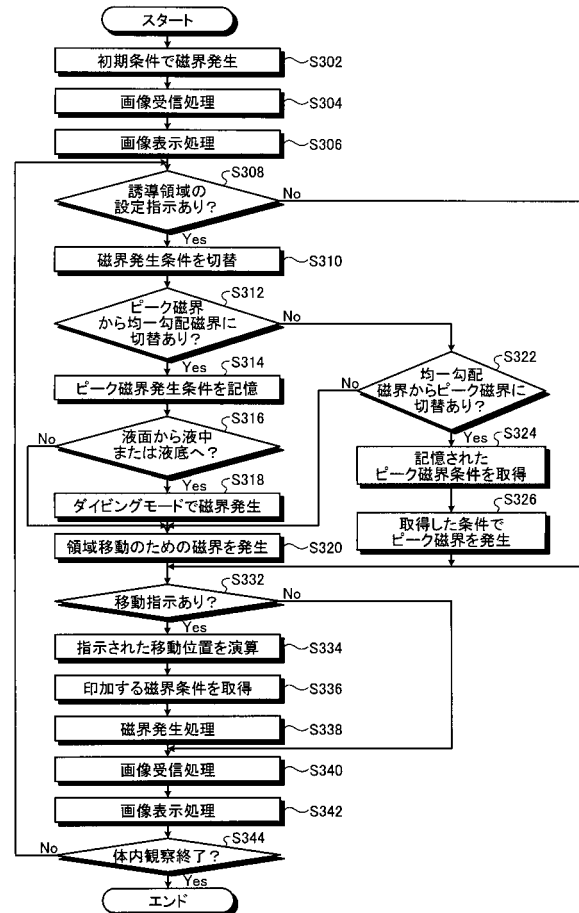 スタート
初期条件で磁界発生
S302
画像受信処理
S304
画像表示処理
S306
S308
誘導領域の
設定指示あり?
No
Yes
磁界発生条件を切替
S310
S312
ピーク磁界
から均一勾配磁界に
切替あり?
No
Yes
S314
ピーク磁界発生条件を記憶
S316
液面から液中
または液底へ?
No
Yes
S318
ダイビングモードで磁界発生
領域移動のための磁界を発生
S320
S322
均一勾配
磁界からピーク磁界に
切替あり?
No
Yes
S324
記憶された
ピーク磁界条件を取得
S326
取得した条件で
ピーク磁界を発生
S332
移動指示あり?
No
Yes
指示された移動位置を演算
S334
印加する磁界条件を取得
S336
磁界発生処理
S338
画像受信処理
S340
画像表示処理
S342
S344
体内観察終了?
No
Yes
エンド